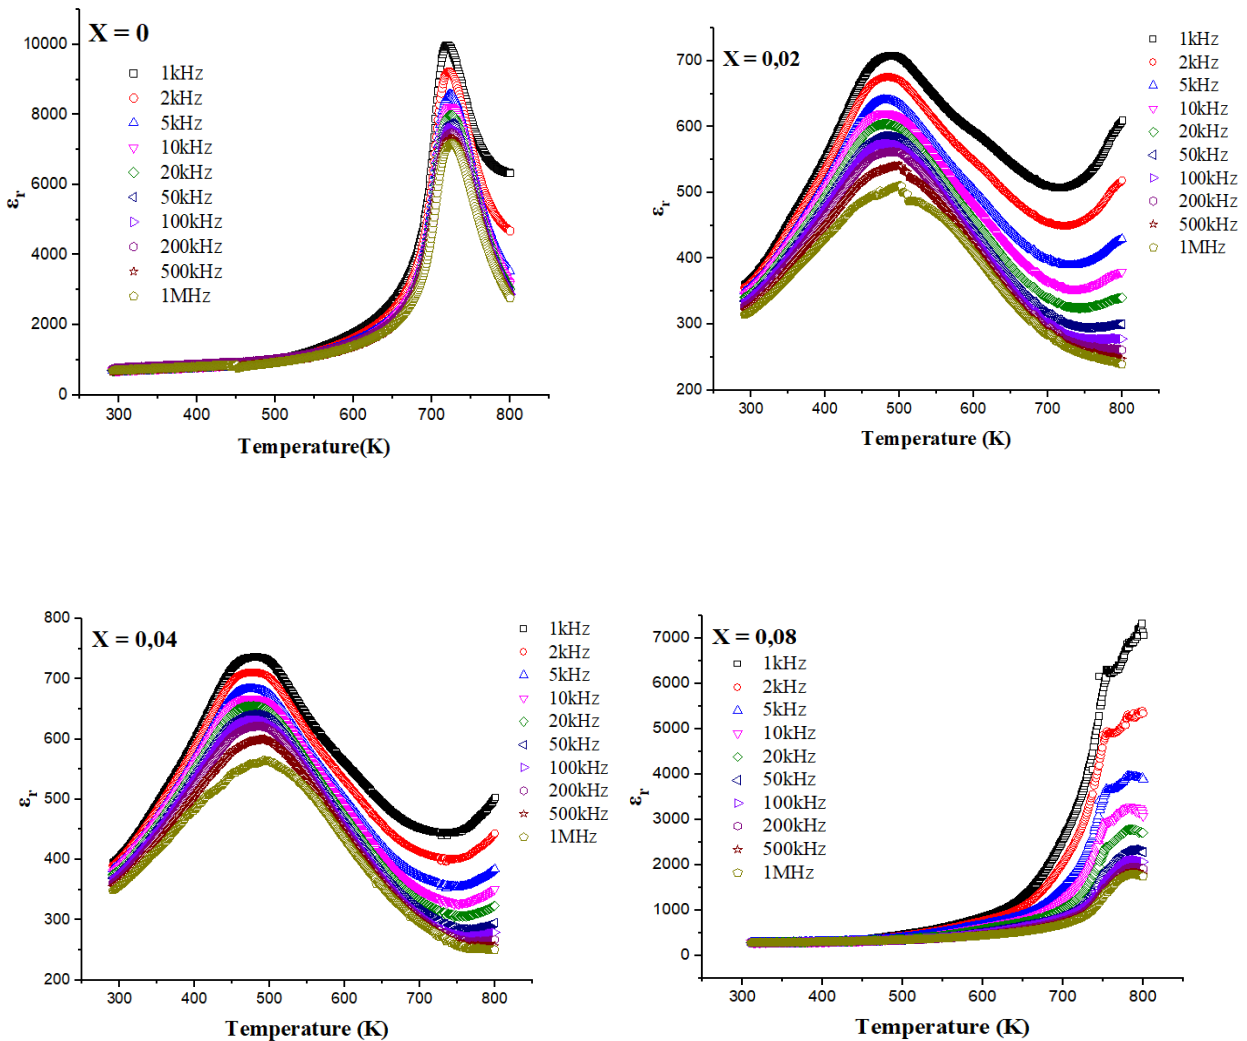 X = 0
10000
8000
6000
4000
2000
0
εr
1kHz
2kHz
5kHz
10kHz
20kHz
50kHz
100kHz
200kHz
500kHz
1MHz
300 400 500 600 700 800
Temperature(K)
X = 0,02
700
600
500
400
300
200
εr
1kHz
2kHz
5kHz
10kHz
20kHz
50kHz
100kHz
200kHz
500kHz
1MHz
300 400 500 600 700 800
Temperature (K)
X = 0,04
800
700
600
500
400
300
200
εr
1kHz
2kHz
5kHz
10kHz
20kHz
50kHz
100kHz
200kHz
500kHz
1MHz
300 400 500 600 700 800
Temperature (K)
X = 0,08
7000
6000
5000
4000
3000
2000
1000
0
εr
1kHz
2kHz
5kHz
10kHz
20kHz
50kHz
100kHz
200kHz
500kHz
1MHz
300 400 500 600 700 800
Temperature (K)